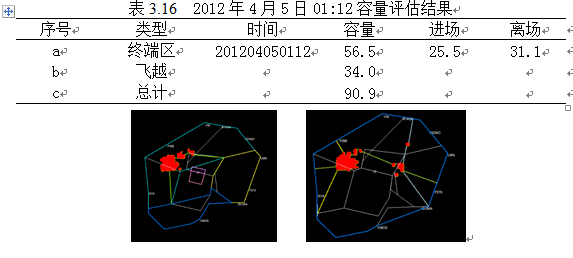 表 3.16 2012 年 4 月 5 日 01:12 容量评估结果
序号 类型 时间 容量 进场 离场
a 终端区 201204050112 56.5 25.5 31.1
b 飞越 34.0
c 总计 90.9